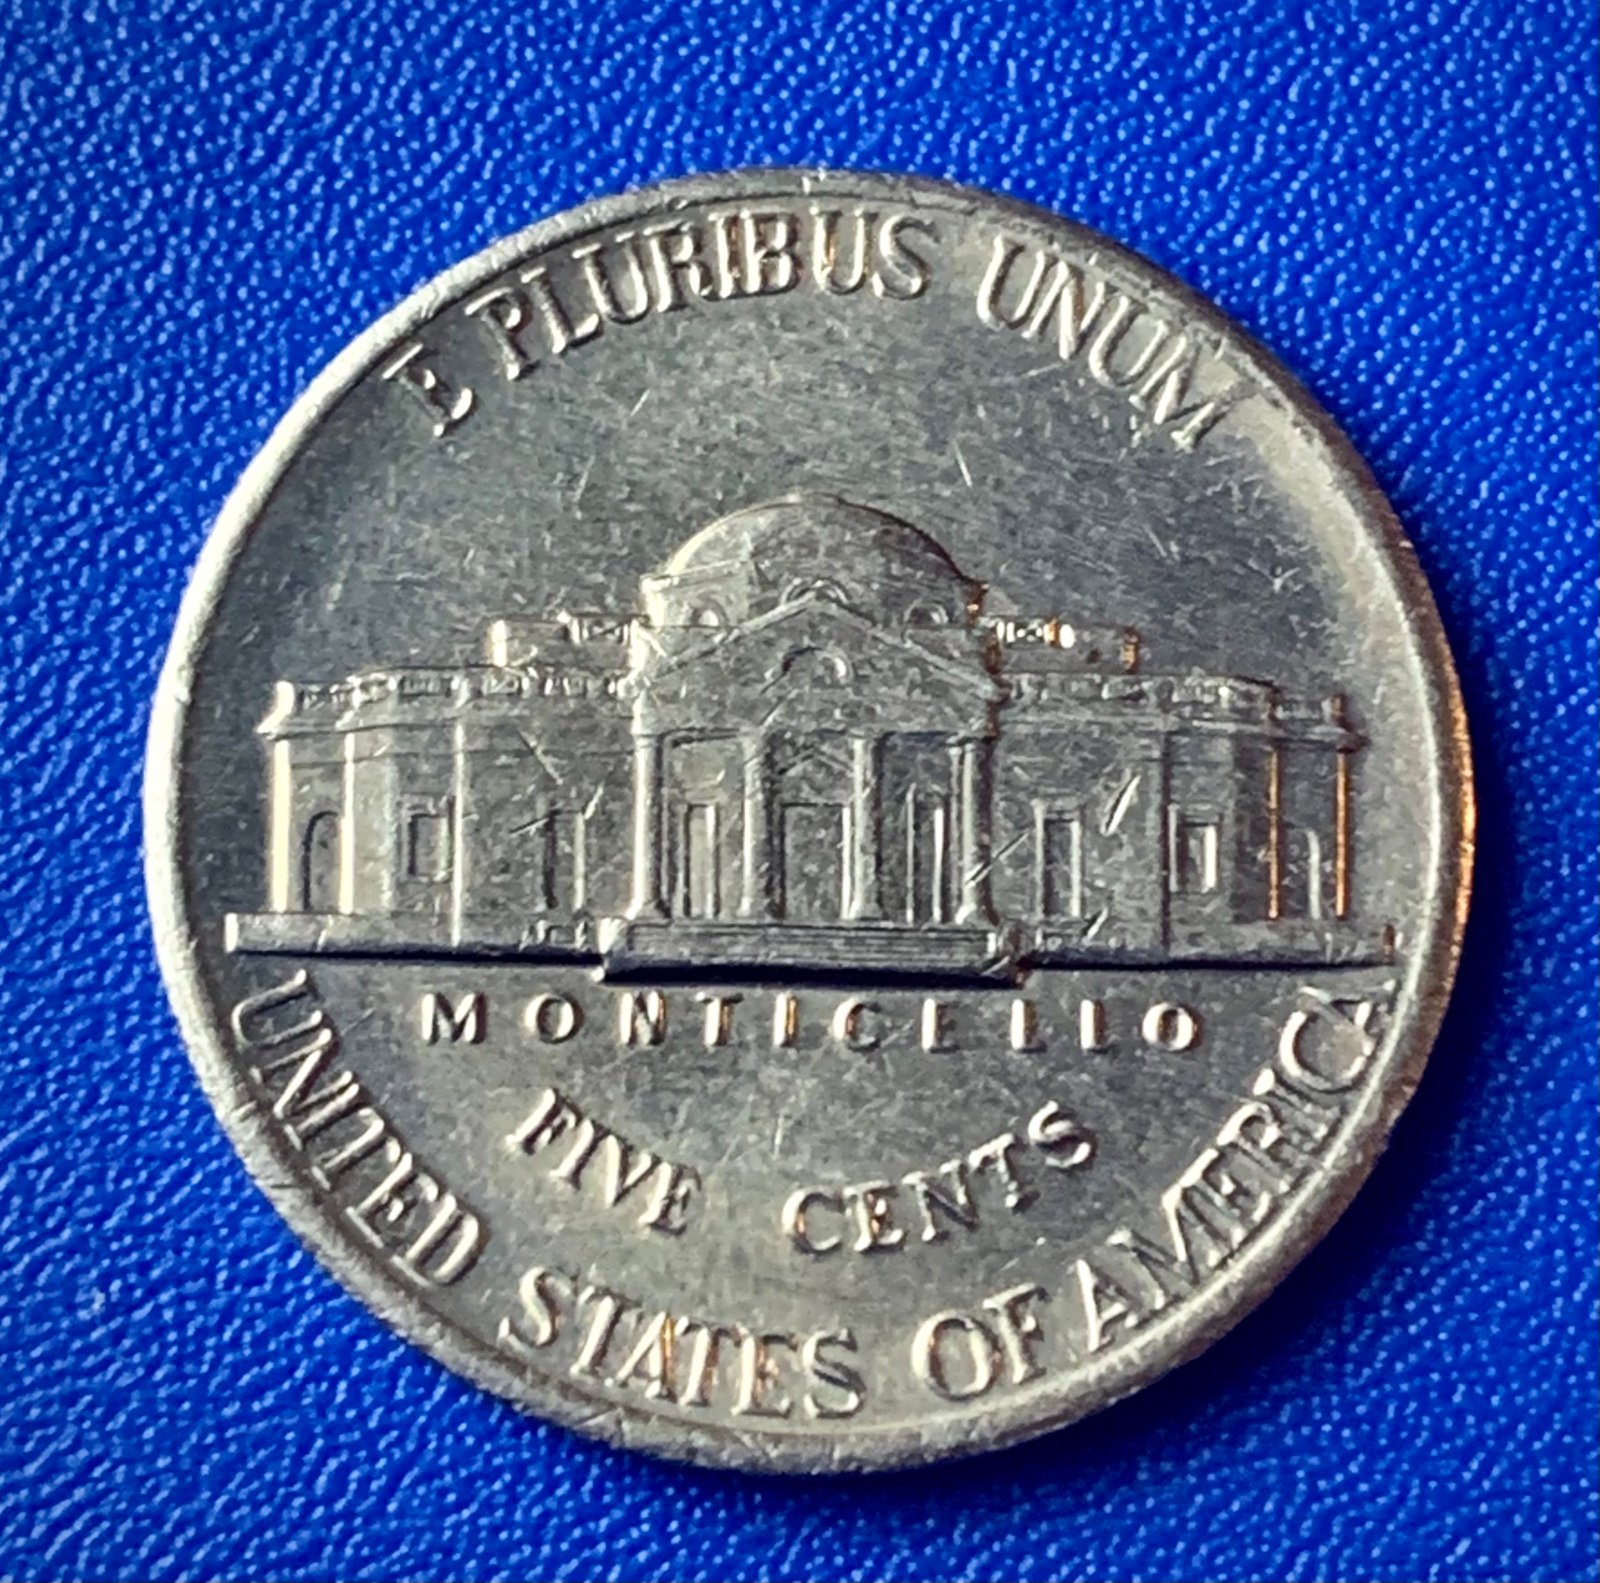 E PLURIBUS UNUM
MONTICELLO
FIVE CENTS
UNITED STATES OF AMERICA